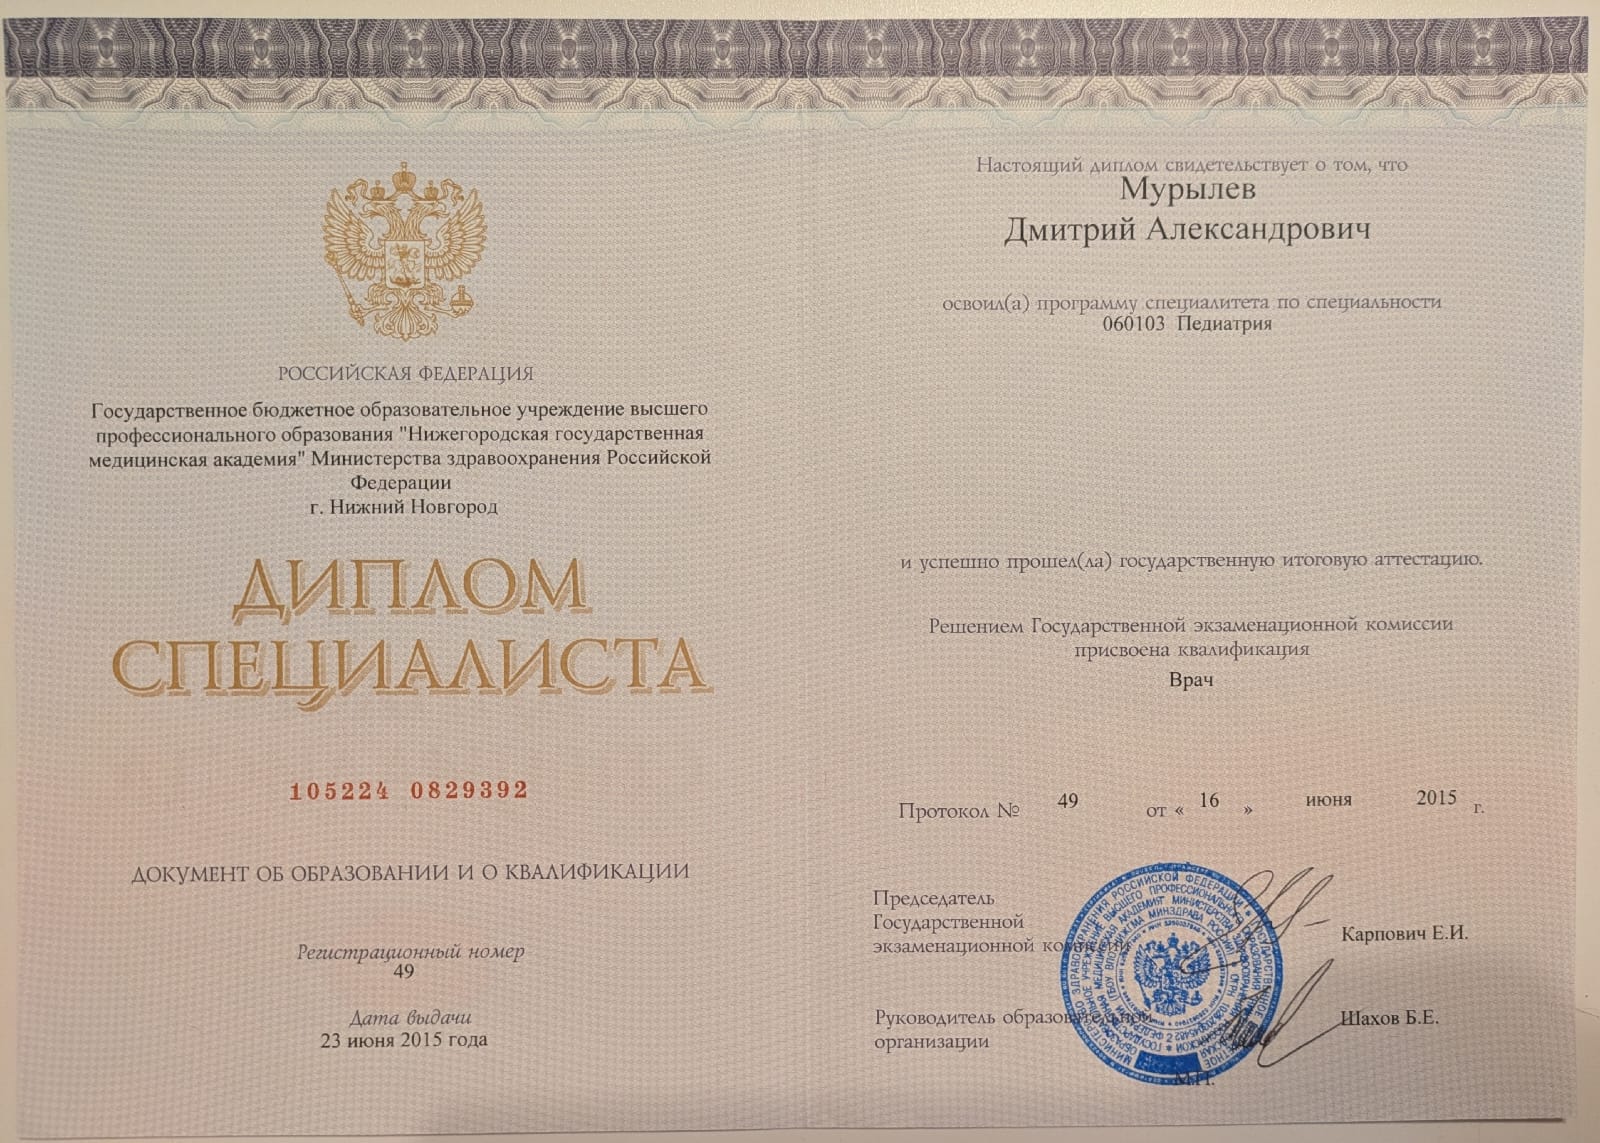 РОССИЙСКАЯ ФЕДЕРАЦИЯ
Государственное бюджетное образовательное учреждение высшего
профессионального образования "Нижегородская государственная
медицинская академия" Министерства здравоохранения Российской
Федерации
г. Нижний Новгород
ДИПЛОМ
СПЕЦИАЛИСТА
105224 0829392
ДОКУМЕНТ ОБ ОБРАЗОВАНИИ И О КВАЛИФИКАЦИИ
Регистрационный номер
49
Дата выдачи
23 июня 2015 года
Настоящий диплом свидетельствует о том, что
Мурылев
Дмитрий Александрович
освоил(а) программу специалитета по специальности
060103 Педиатрия
и успешно прошел(ла) государственную итоговую аттестацию.
Решением Государственной экзаменационной комиссии
присвоена квалификация
Врач
Протокол № 49 от « 16 » июня 2015 г.
Председатель
Государственной
экзаменационной комиссии
Карпович Е.И.
Руководитель образовательной
организации
Шахов Б.Е.
М.П.